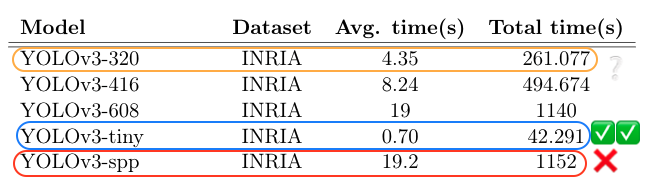 Model Dataset Avg. time(s) Total time(s)
YOLOv3-320 INRIA 4.35 261.077 ❔
YOLOv3-416 INRIA 8.24 494.674
YOLOv3-608 INRIA 19 1140
YOLOv3-tiny INRIA 0.70 42.291 ✅✅
YOLOv3-spp INRIA 19.2 1152 ❌